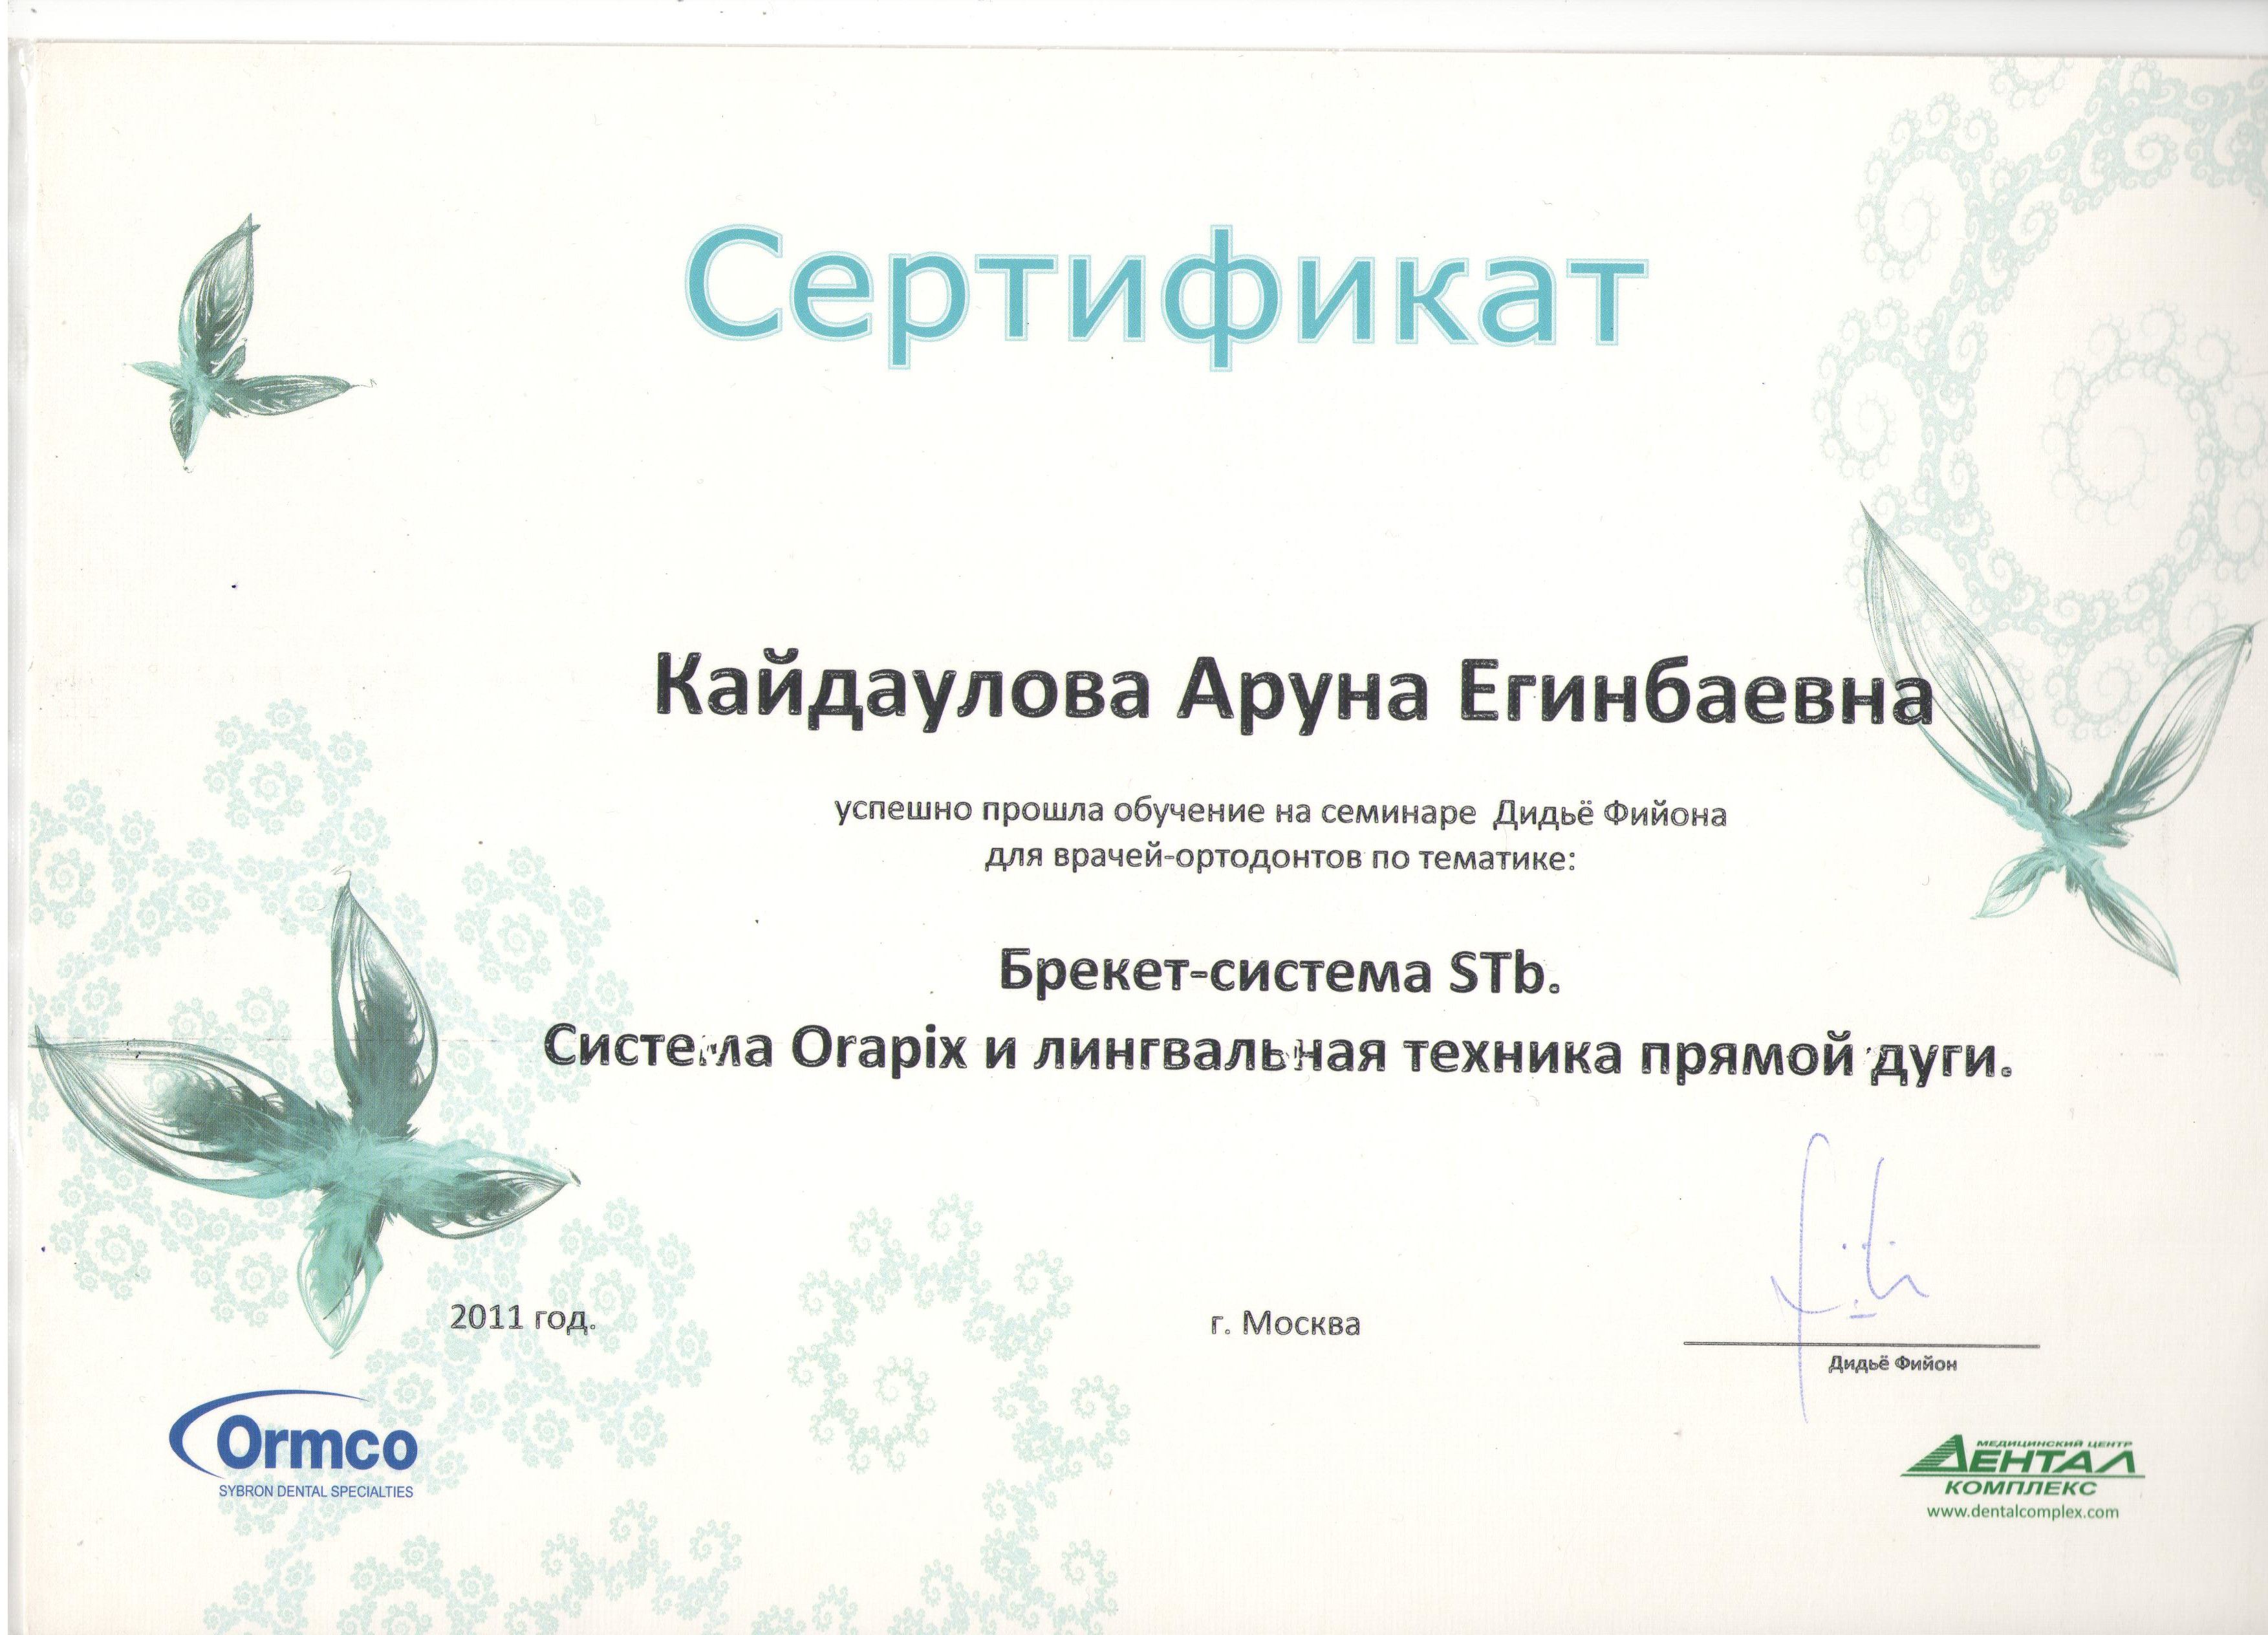 Сертификат
Кайдаулова Аруна Егинбаевна
успешно прошла обучение на семинаре Дидьё Фийона
для врачей-ортодонтов по тематике:
Брекет-система STb.
Система Orapix и лингвальная техника прямой дуги.
2011 год.
г. Москва
Дидьё Фийон
Ormco
SYBRON DENTAL SPECIALTIES
МЕДИЦИНСКИЙ ЦЕНТР
ДЕНТАЛ
КОМПЛЕКС
www.dentalcomplex.com